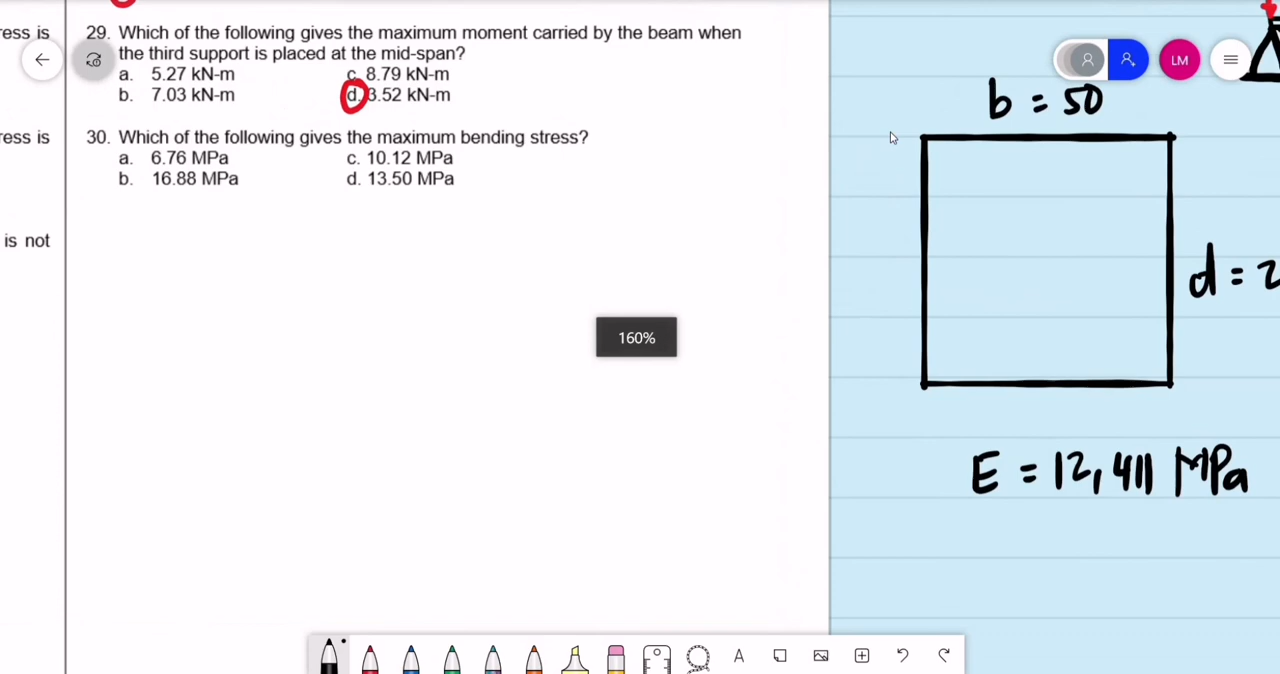 ress is
29. Which of the following gives the maximum moment carried by the beam when
the third support is placed at the mid-span?
a. 5.27 kN-m c. 8.79 kN-m
b. 7.03 kN-m d. 3.52 kN-m
ress is
30. Which of the following gives the maximum bending stress?
a. 6.76 MPa c. 10.12 MPa
b. 16.88 MPa d. 13.50 MPa
is not
160%
LM
b = 50
d = 2
E = 12,411 MPa
A